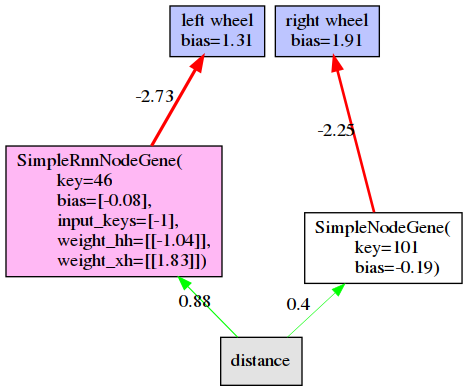 left wheel
bias=1.31
right wheel
bias=1.91
-2.73
-2.25
SimpleRnnNodeGene(
key=46
bias=[-0.08],
input_keys=[-1],
weight_hh=[[-1.04]],
weight_xh=[[1.83]])
SimpleNodeGene(
key=101
bias=-0.19)
0.88
0.4
distance